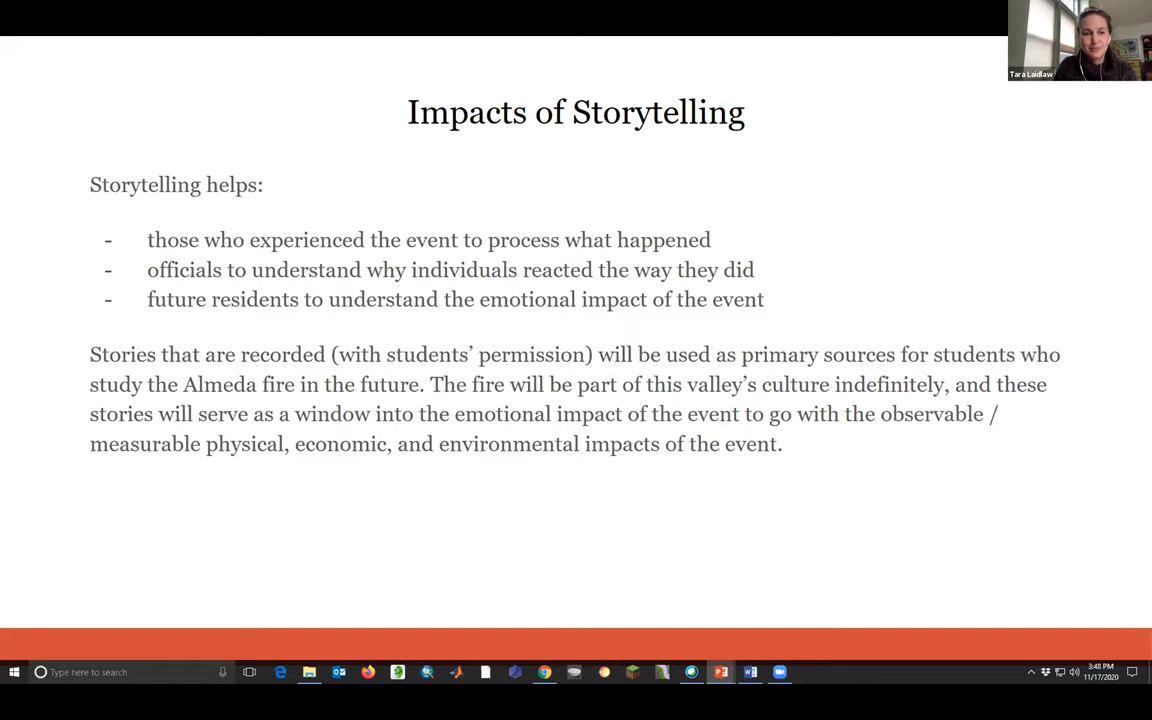 Tara Laidlaw
Impacts of Storytelling
Storytelling helps:
- those who experienced the event to process what happened
- officials to understand why individuals reacted the way they did
- future residents to understand the emotional impact of the event
Stories that are recorded (with students’ permission) will be used as primary sources for students who
study the Almeda fire in the future. The fire will be part of this valley’s culture indefinitely, and these
stories will serve as a window into the emotional impact of the event to go with the observable /
measurable physical, economic, and environmental impacts of the event.
Type here to search
3:48 PM
11/17/2020